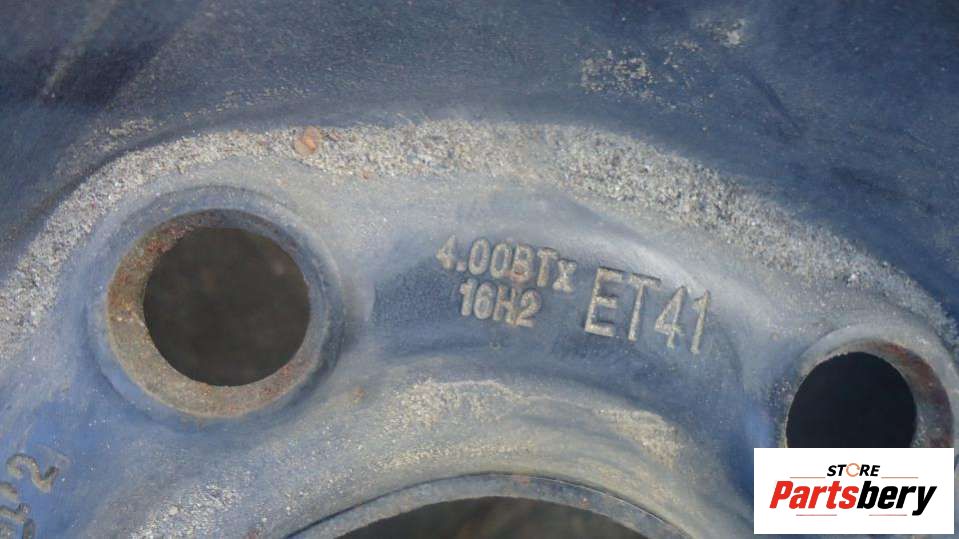 4.00BTx
16H2
ET41
STORE
Partsbery